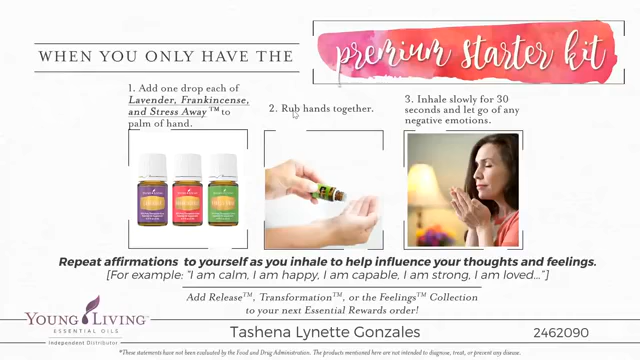 WHEN YOU ONLY HAVE THE
premium starter kit
1. Add one drop each of
Lavender, Frankincense,
and Stress Away™ to
palm of hand.
2. Rub hands together.
3. Inhale slowly for 30
seconds and let go of any
negative emotions.
Repeat affirmations to yourself as you inhale to help influence your thoughts and feelings.
[For example: “I am calm, I am happy, I am capable, I am strong, I am loved...”]
Add Release™, Transformation™, or the Feelings™ Collection
to your next Essential Rewards order!
YOUNG LIVING™
ESSENTIAL OILS
Independent Distributor
Tashena Lynette Gonzales
2462090
*These statements have not been evaluated by the Food and Drug Administration. The products mentioned here are not intended to diagnose, treat, or prevent any disease.